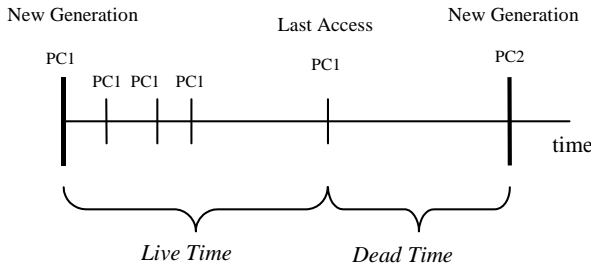 New Generation
Last Access
New Generation
PC1
PC1
PC1
PC1
PC1
PC2
time
Live Time
Dead Time